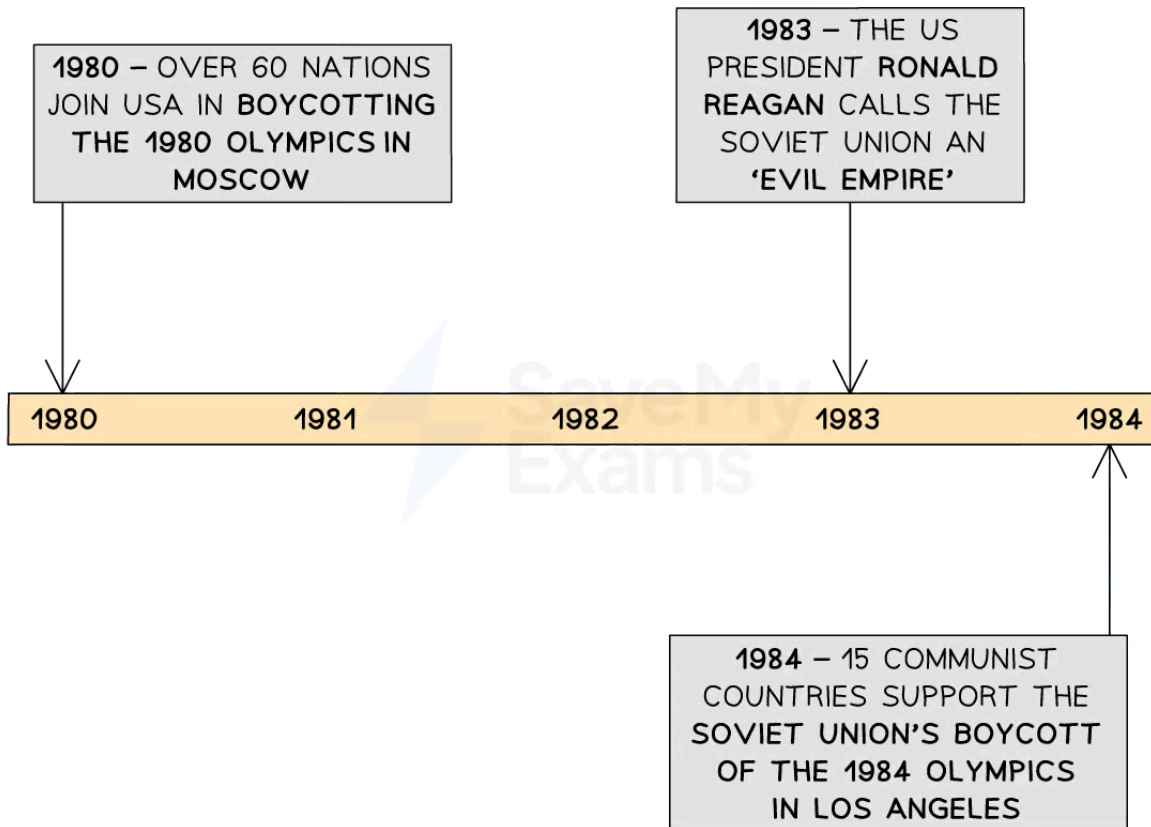 1980 – OVER 60 NATIONS
JOIN USA IN BOYCOTTING
THE 1980 OLYMPICS IN
MOSCOW
1983 – THE US
PRESIDENT RONALD
REAGAN CALLS THE
SOVIET UNION AN
‘EVIL EMPIRE’
1980 1981 1982 1983 1984
SaveMy
Exams
1984 – 15 COMMUNIST
COUNTRIES SUPPORT THE
SOVIET UNION’S BOYCOTT
OF THE 1984 OLYMPICS
IN LOS ANGELES